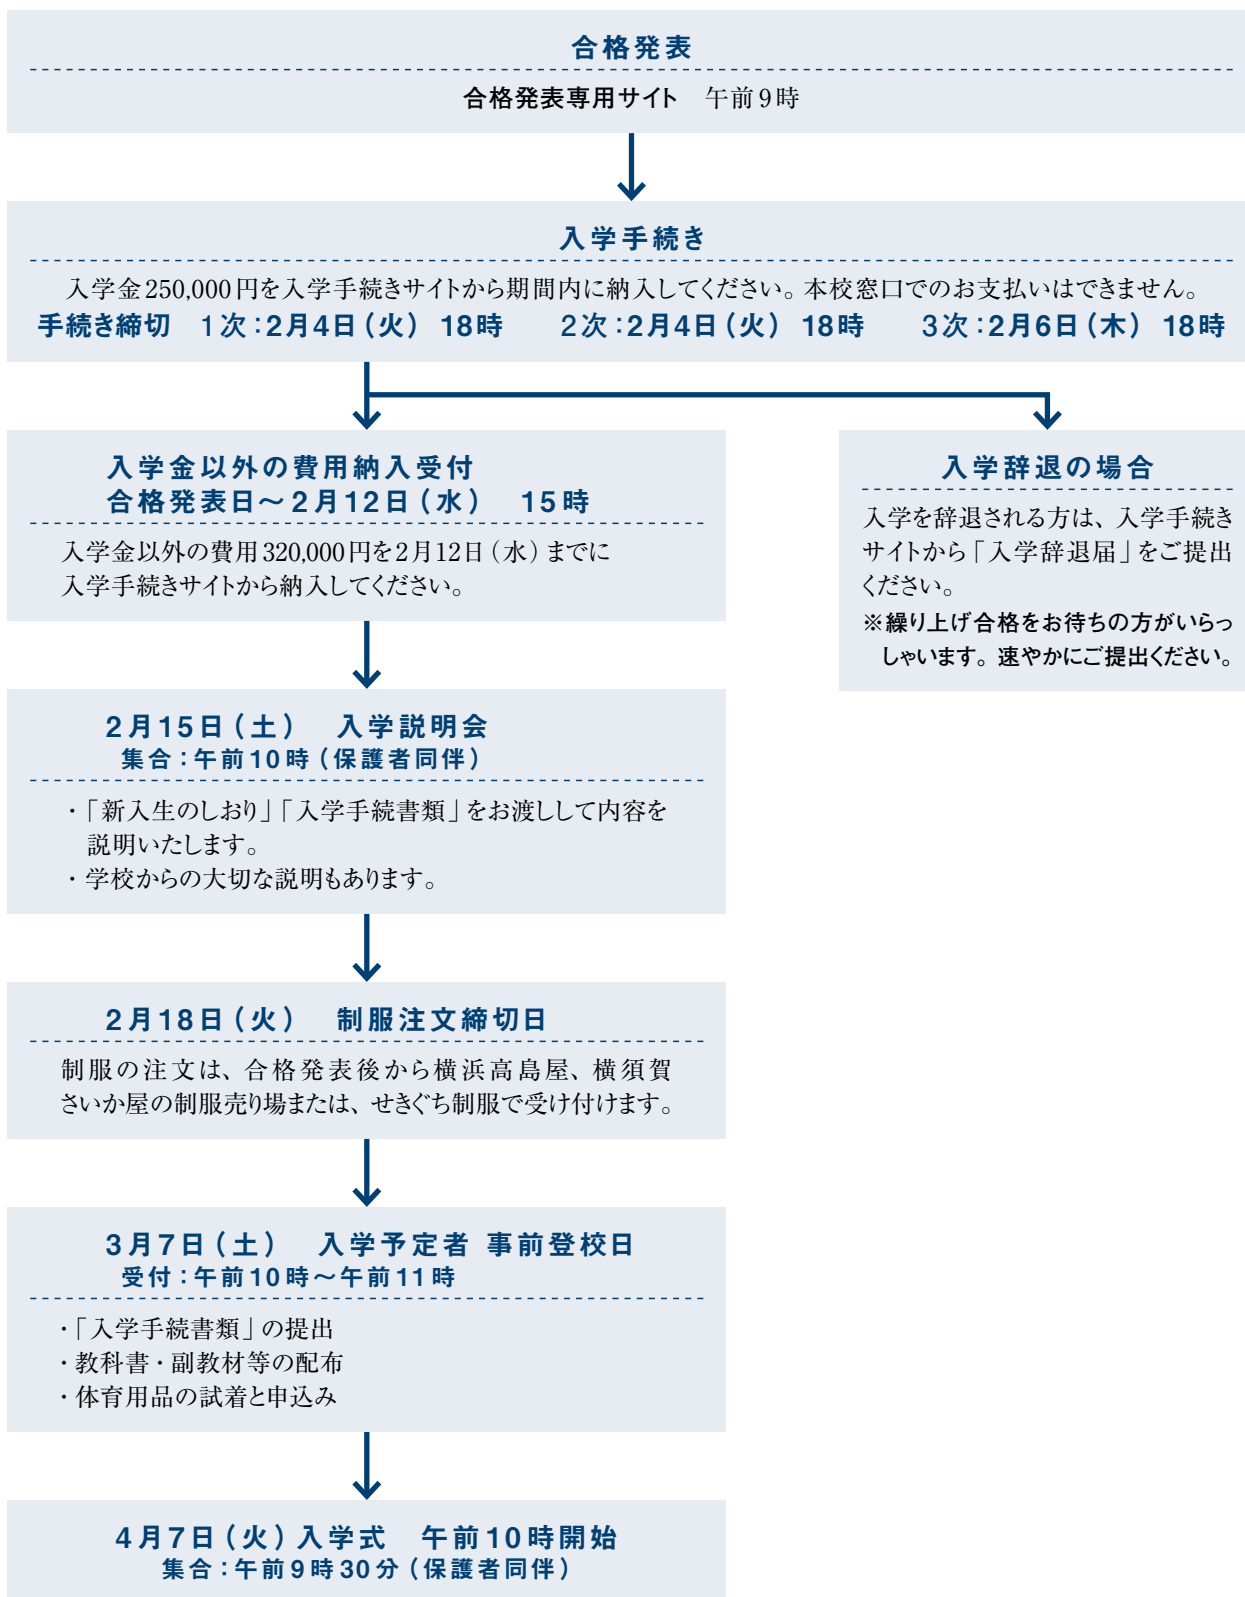 合格発表
合格発表専用サイト　午前9時
入学手続き
入学金250,000円を入学手続きサイトから期間内に納入してください。本校窓口でのお支払いはできません。
手続き締切　1次：2月4日（火）18時　　2次：2月4日（火）18時　　3次：2月6日（木）18時
入学金以外の費用納入受付
合格発表日～2月12日（水）　15時
入学金以外の費用320,000円を2月12日（水）までに
入学手続きサイトから納入してください。
入学辞退の場合
入学を辞退される方は、入学手続き
サイトから「入学辞退届」をご提出
ください。
※繰り上げ合格をお待ちの方がいらっ
しゃいます。速やかにご提出ください。
2月15日（土）　入学説明会
集合：午前10時（保護者同伴）
・「新入生のしおり」「入学手続書類」をお渡しして内容を
説明いたします。
・学校からの大切な説明もあります。
2月18日（火）　制服注文締切日
制服の注文は、合格発表後から横浜高島屋、横須賀
さいか屋の制服売り場または、せきぐち制服で受け付けます。
3月7日（土）　入学予定者 事前登校日
受付：午前10時～午前11時
・「入学手続書類」の提出
・教科書・副教材等の配布
・体育用品の試着と申込み
4月7日（火）入学式　午前10時開始
集合：午前9時30分（保護者同伴）